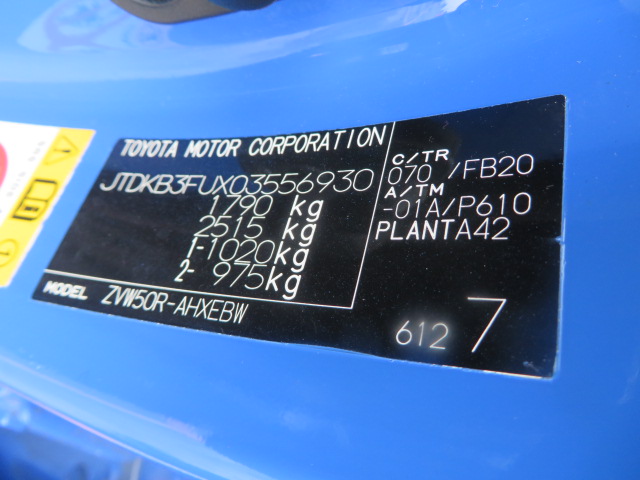 TOYOTA MOTOR CORPORATION
JTDKB3FUX03556930
1790 kg
2515 kg
1- 1020kg
2- 975kg
MODEL ZVW50R-AHXEBW
C/TR
070 /FB20
A/TM
-01A/P610
PLANTA42
612 7